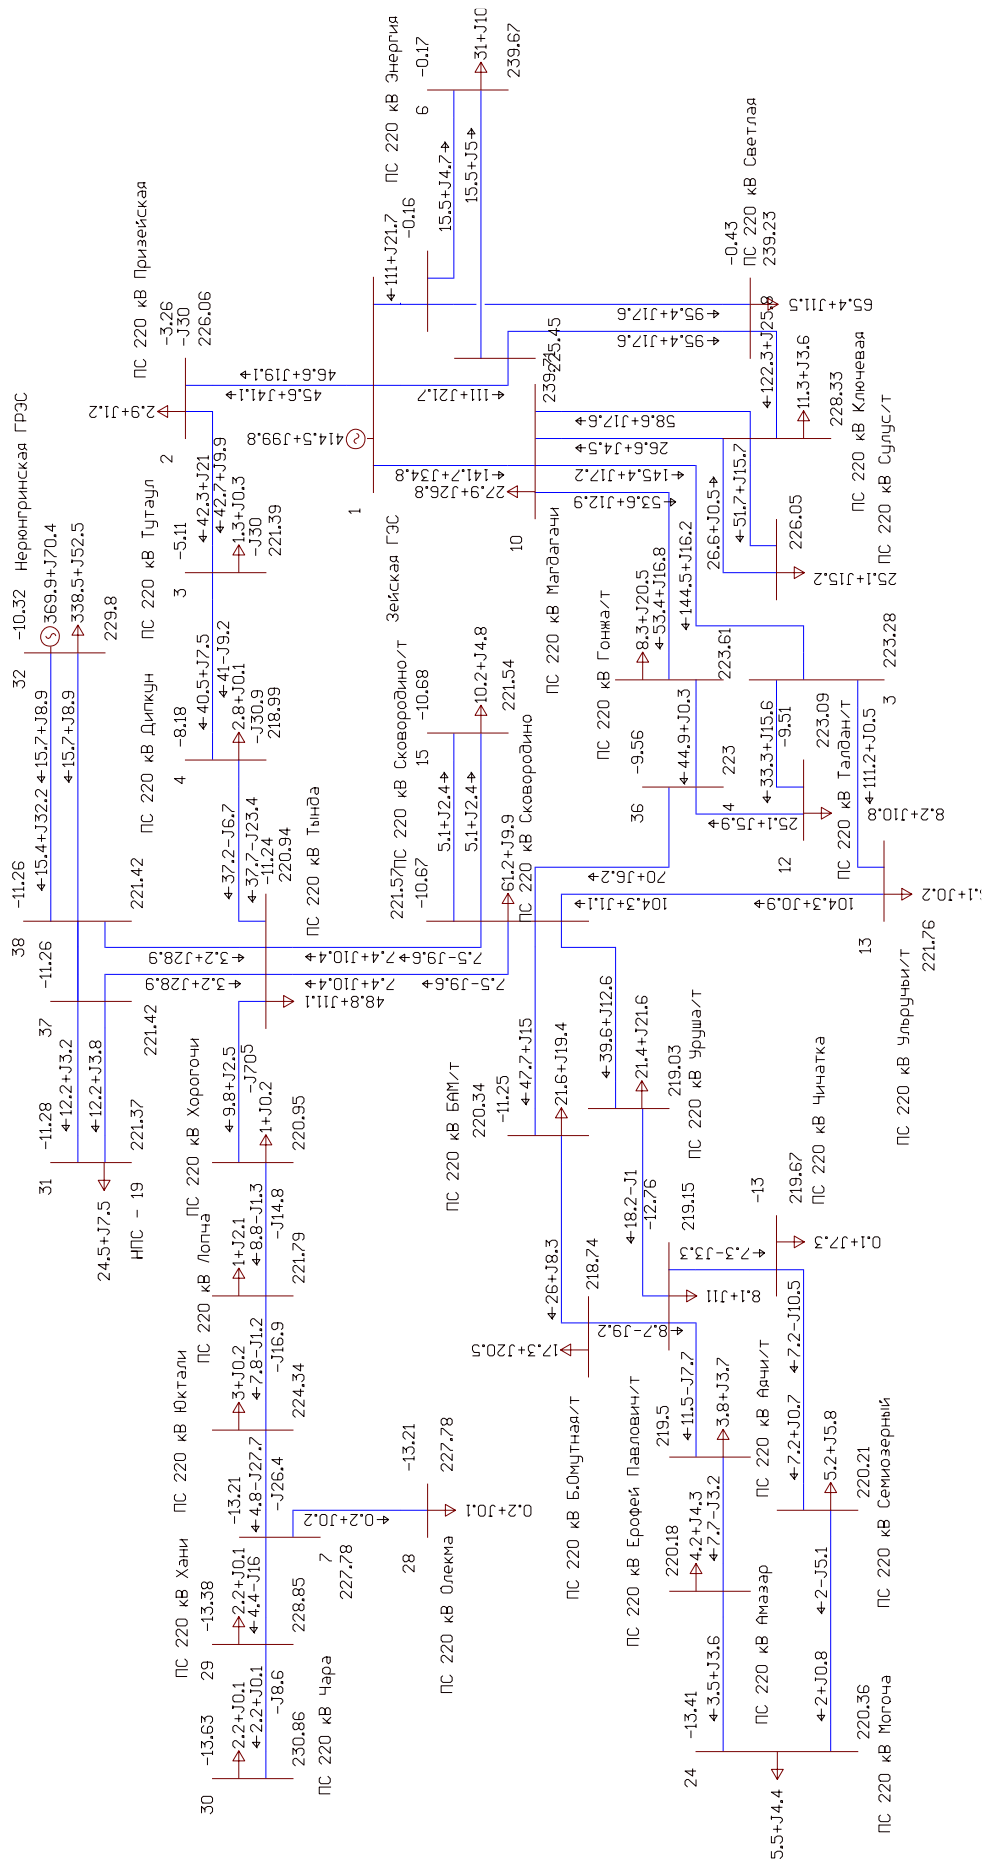 ПС 220 кВ Энергия
-0.17
6
31+J10
239.67
15.5+J4.7
15.5+J5
-0.16
111+J21.7
ПС 220 кВ Призейская
-3.26
-J30
226.06
2.9+J1.2
2
46.6+J19.1
45.6+J41.1
-0.43
ПС 220 кВ Светлая
239.23
65.4+J11.5
95.4+J17.6
95.4+J17.6
122.3+J25.8
239.71
225.45
111+J21.7
414.5+J99.8
1
Зейская ГЭС
Нерюнгринская ГРЭС
-10.32
32
369.9+J70.4
338.5+J52.5
229.8
15.7+J8.9
15.7+J8.9
15.4+J32.2
42.3+J21
42.7+J9.9
ПС 220 кВ Тутаул
-5.11
3
1.3+J0.3
-J30
221.39
40.5+J7.5
41-J9.2
ПС 220 кВ Дипкун
-8.18
4
2.8+J0.1
-J30.9
218.99
37.2-J6.7
37.7-J23.4
-11.24
220.94
ПС 220 кВ Тында
48.8+J11.1
141.7+J34.8
27.9+J26.8
10
ПС 220 кВ Магдагачи
58.6+J17.6
26.6+J4.5
145.4+J17.2
53.6+J12.9
11.3+J3.6
228.33
ПС 220 кВ Ключевая
51.7+J15.7
26.6+J0.5
226.05
ПС 220 кВ Сулус/т
25.1+J15.2
ПС 220 кВ Гонжа/т
-9.56
36
8.3+J20.5
53.4+J16.8
144.5+J16.2
223.61
44.9+J0.3
223
4
25.1+J5.9
33.3+J15.6
-9.51
223.09
ПС 220 кВ Талдан/т
12
8.2+J10.8
223.28
3
111.2+J0.5
ПС 220 кВ Сковородино/т
-10.68
15
10.2+J4.8
221.54
5.1+J2.4
5.1+J2.4
221.57
-10.67
ПС 220 кВ Сковородино
61.2+J9.9
70+J6.2
104.3+J1.1
104.3+J0.9
13
221.76
ПС 220 кВ Ульручьи/т
-11.26
38
221.42
-11.26
37
221.42
3.2+J28.9
3.2+J28.9
7.4+J10.4
7.4+J10.4
7.5-J9.6
7.5-J9.6
12.2+J3.2
12.2+J3.8
-11.28
31
221.37
24.5+J7.5
НПС - 19
ПС 220 кВ Хорогочи
9.8+J2.5
1+J0.2
220.95
ПС 220 кВ Лопча
8.8-J1.3
-J14.8
1+J2.1
221.79
ПС 220 кВ Юктали
7.8-J1.2
-J16.9
3+J0.2
224.34
4.8-J27.7
-J26.4
-13.21
7
227.78
0.2+J0.2
-13.21
227.78
0.2+J0.1
28
ПС 220 кВ Олекма
ПС 220 кВ Хани
-13.38
29
2.2+J0.1
4.4-J16
228.85
2.2+J0.1
-J8.6
-13.63
30
2.2+J0.1
230.86
ПС 220 кВ Чара
ПС 220 кВ БАМ/т
220.34
-11.25
47.7+J15
21.6+J19.4
39.6+J12.6
21.4+J21.6
219.03
ПС 220 кВ Уруша/т
26+J8.3
218.74
17.3+J20.5
ПС 220 кВ Б.Омутная/т
18.2-J1
-12.76
219.15
8.1+J11
8.7-J9.2
7.3-J3.3
-13
219.67
ПС 220 кВ Чичатка
0.1+J7.3
ПС 220 кВ Ерофей Павлович/т
11.5-J7.7
219.5
3.8+J3.7
ПС 220 кВ Аячи/т
7.2-J10.5
7.2+J0.7
7.7-J3.2
220.18
4.2+J4.3
ПС 220 кВ Амазар
5.2+J5.8
220.21
ПС 220 кВ Семиозерный
3.5+J3.6
2-J5.1
2+J0.8
-13.41
24
220.36
ПС 220 кВ Могоча
5.5+J4.4